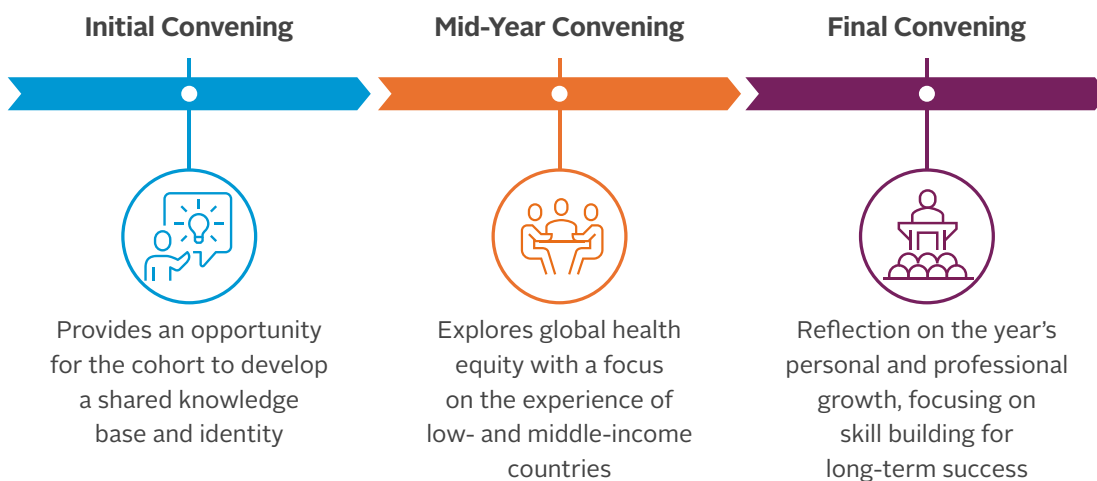 Initial Convening
Provides an opportunity
for the cohort to develop
a shared knowledge
base and identity
Mid-Year Convening
Explores global health
equity with a focus
on the experience of
low- and middle-income
countries
Final Convening
Reflection on the year’s
personal and professional
growth, focusing on
skill building for
long-term success